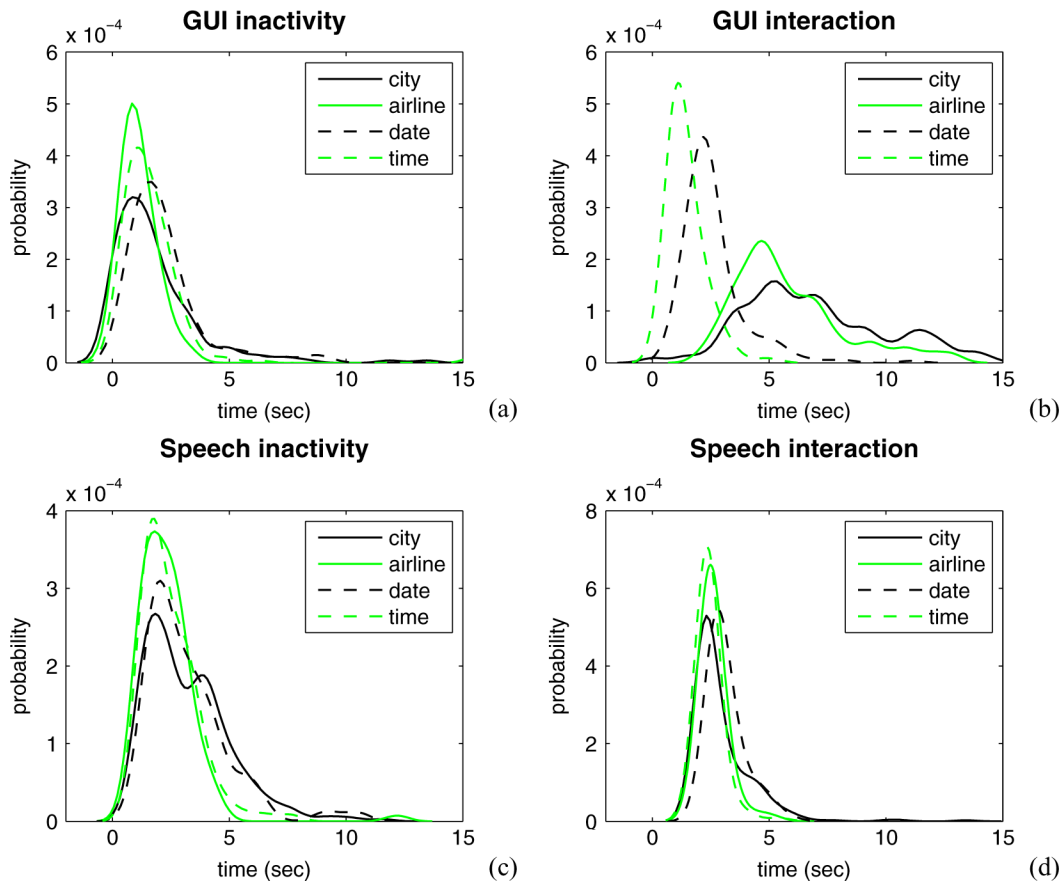 GUI inactivity
x 10⁻⁴
6
5
4
3
2
1
0
probability
city
airline
date
time
0 5 10 15
time (sec)
(a)
GUI interaction
x 10⁻⁴
6
5
4
3
2
1
0
probability
city
airline
date
time
0 5 10 15
time (sec)
(b)
Speech inactivity
x 10⁻⁴
4
3
2
1
0
probability
city
airline
date
time
0 5 10 15
time (sec)
(c)
Speech interaction
x 10⁻⁴
8
6
4
2
0
probability
city
airline
date
time
0 5 10 15
time (sec)
(d)